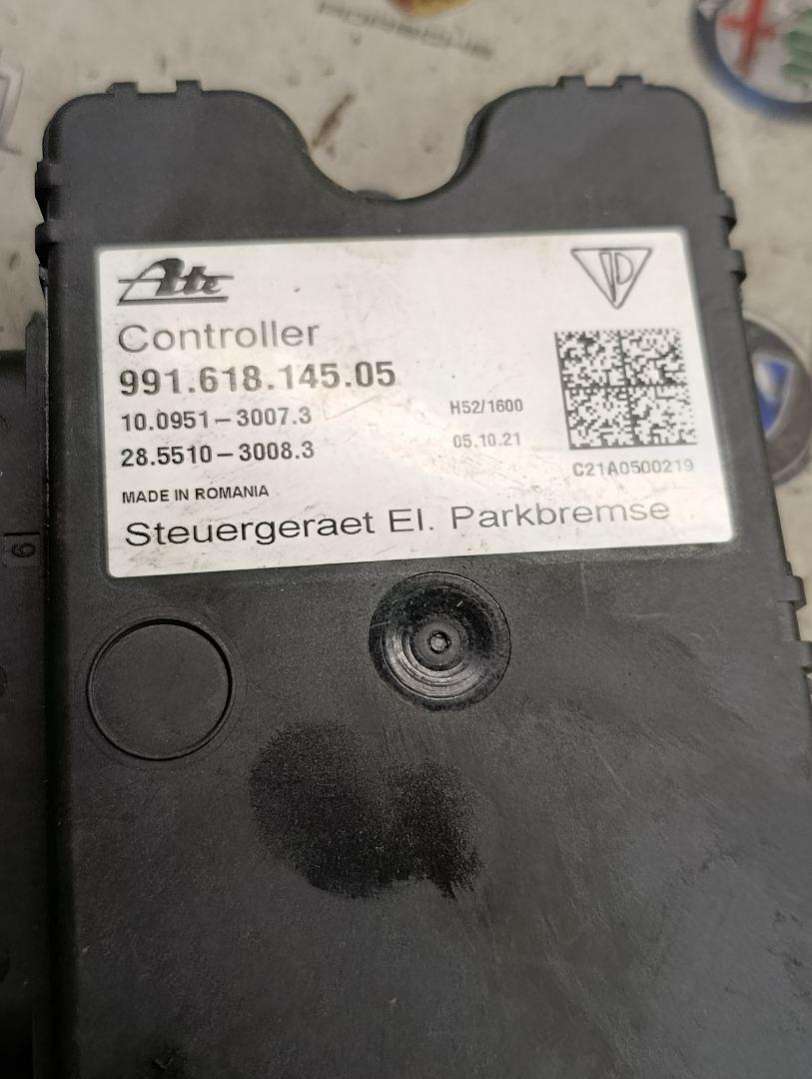 Ate
Controller
991.618.145.05
10.0951-3007.3
H52/1600
28.5510-3008.3
05.10.21
C21A0500219
MADE IN ROMANIA
Steuergeraet El. Parkbremse
6